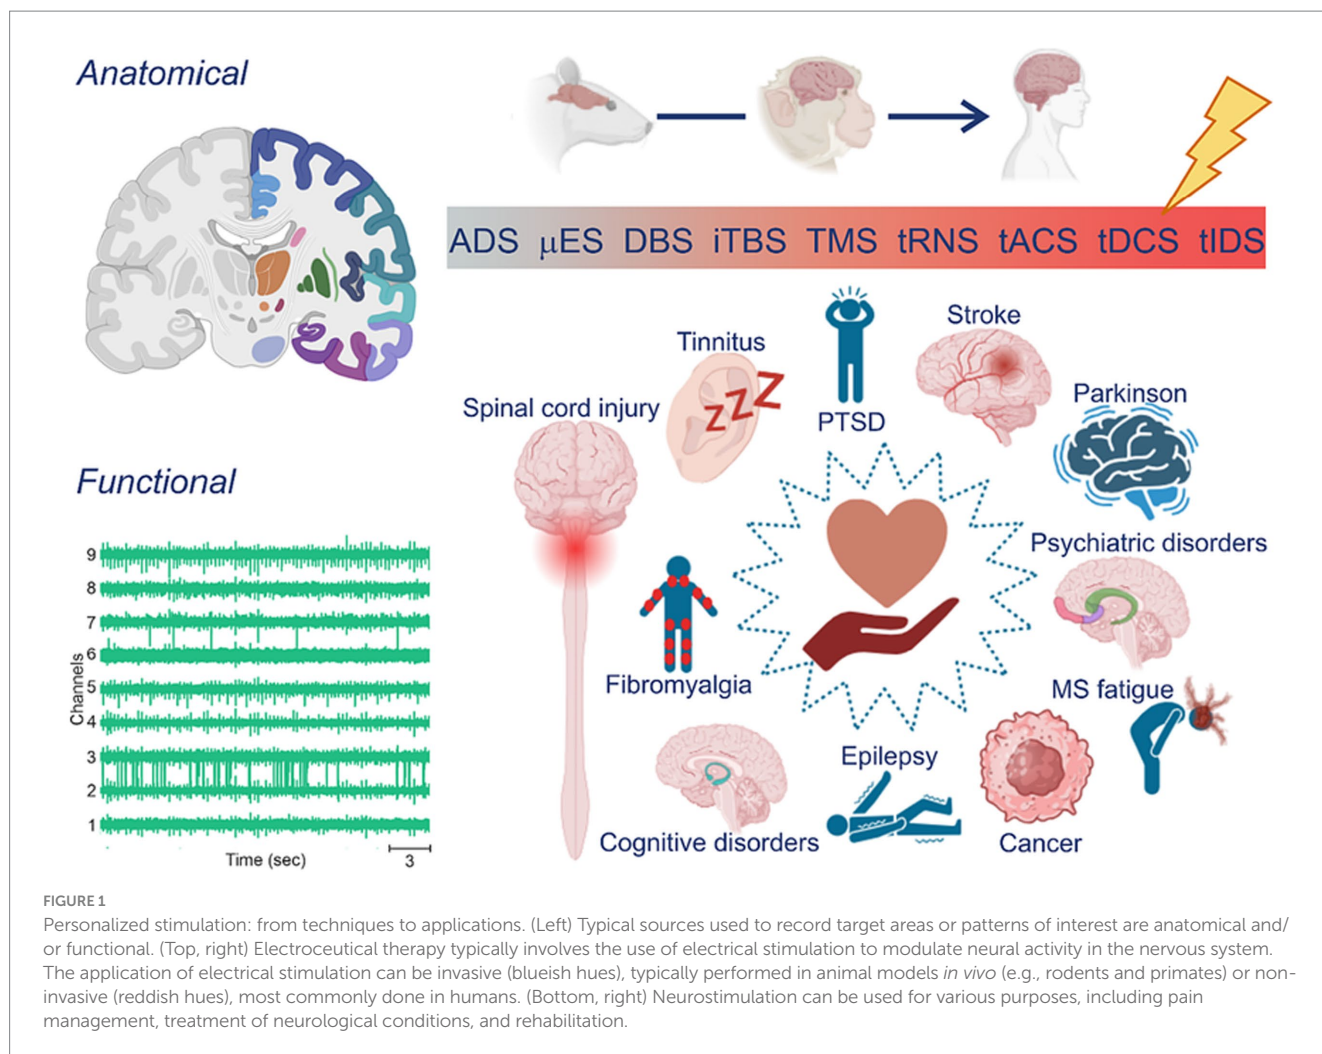 Anatomical
ADS µES DBS iTBS TMS tRNS tACS tDCS tIDS
Tinnitus
zzZ
PTSD
Stroke
Spinal cord injury
Parkinson
Psychiatric disorders
Fibromyalgia
MS fatigue
Cognitive disorders
Epilepsy
Cancer
Functional
Channels
9
8
7
6
5
4
3
2
1
Time (sec)
3
FIGURE 1
Personalized stimulation: from techniques to applications. (Left) Typical sources used to record target areas or patterns of interest are anatomical and/
or functional. (Top, right) Electroceutical therapy typically involves the use of electrical stimulation to modulate neural activity in the nervous system.
The application of electrical stimulation can be invasive (blueish hues), typically performed in animal models in vivo (e.g., rodents and primates) or non-
invasive (reddish hues), most commonly done in humans. (Bottom, right) Neurostimulation can be used for various purposes, including pain
management, treatment of neurological conditions, and rehabilitation.